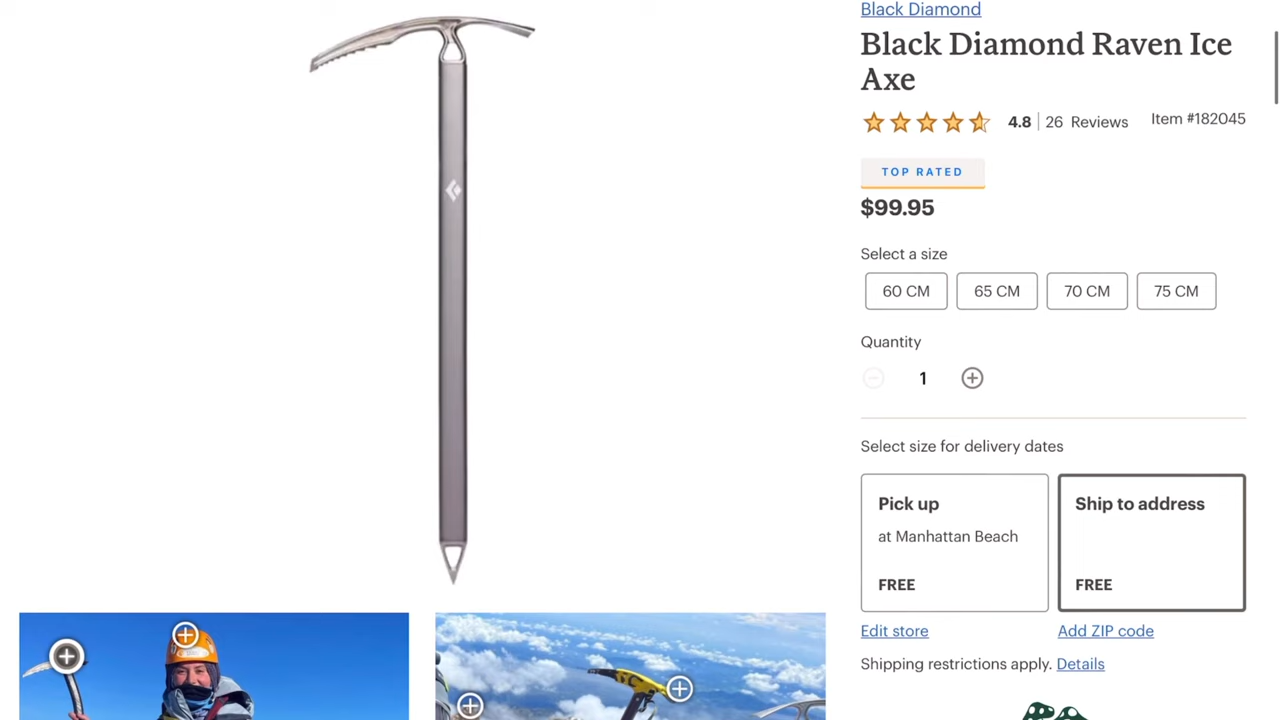 Black Diamond
Black Diamond Raven Ice
Axe
4.8 26 Reviews Item #182045
TOP RATED
$99.95
Select a size
60 CM 65 CM 70 CM 75 CM
Quantity
1
Select size for delivery dates
Pick up
at Manhattan Beach
FREE
Ship to address
FREE
Edit store Add ZIP code
Shipping restrictions apply. Details